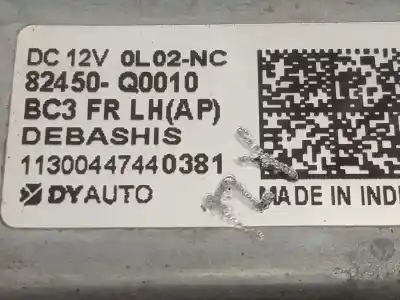 DC 12V 0L02-NC
82450-Q0010
BC3 FR LH(AP)
DEBASHIS
11300447440381
DYAUTO
MADE IN INDI